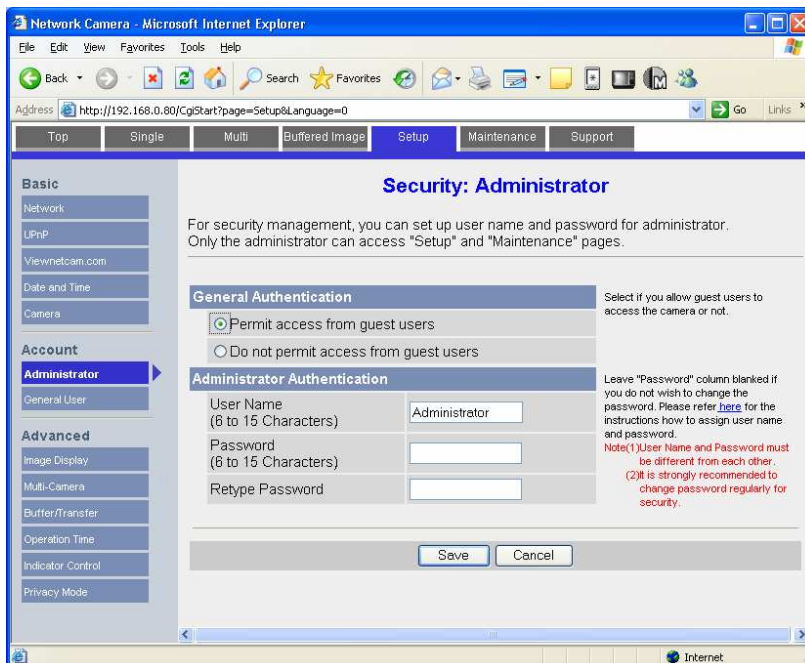 Network Camera - Microsoft Internet Explorer
File Edit View Favorites Tools Help
Back Search Favorites
Address http://192.168.0.80/CgiStart?page=Setup&Language=0 Go Links »
Top Single Multi Buffered Image Setup Maintenance Support
Basic
Network
UPnP
Viewnetcam.com
Date and Time
Camera
Account
Administrator
General User
Advanced
Image Display
Multi-Camera
Buffer/Transfer
Operation Time
Indicator Control
Privacy Mode
Security: Administrator
For security management, you can set up user name and password for administrator.
Only the administrator can access "Setup" and "Maintenance" pages.
General Authentication
Permit access from guest users
Do not permit access from guest users
Select if you allow guest users to
access the camera or not.
Administrator Authentication
User Name
(6 to 15 Characters)
Administrator
Password
(6 to 15 Characters)
Retype Password
Leave "Password" column blanked if
you do not wish to change the
password. Please refer here for the
instructions how to assign user name
and password.
Note(1)User Name and Password must
be different from each other.
(2)It is strongly recommended to
change password regularly for
security.
Save Cancel
Internet